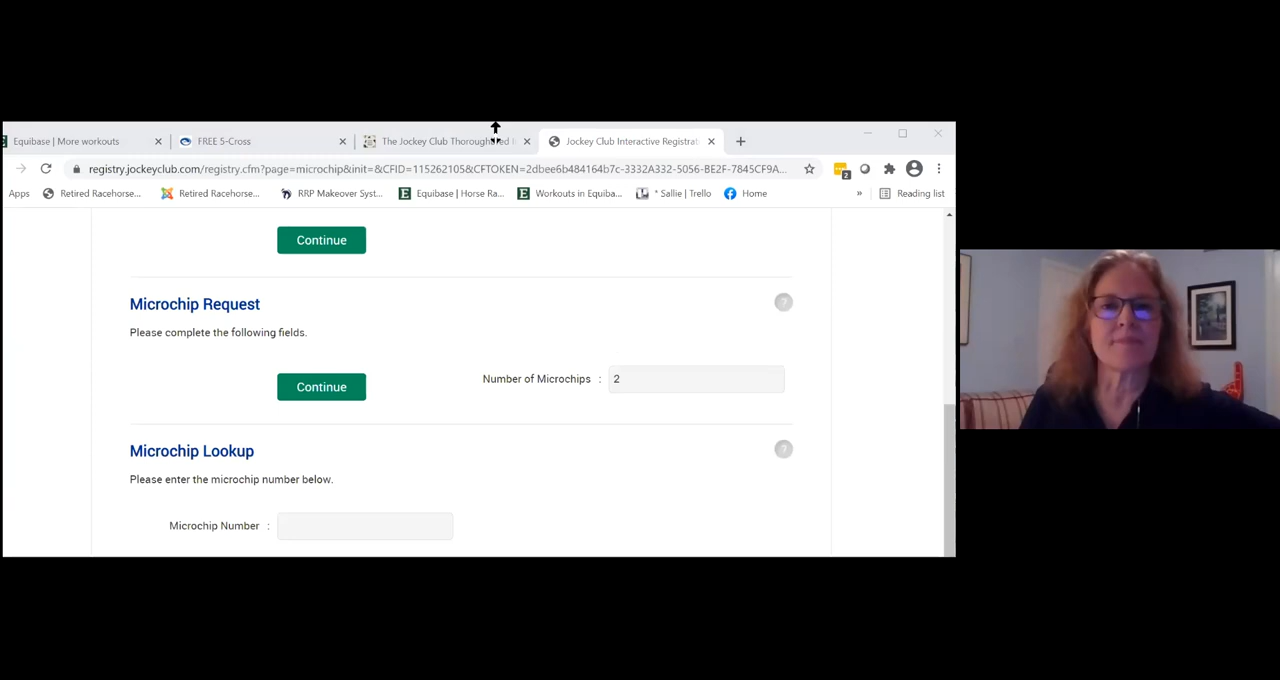 Equibase | More workouts
FREE 5-Cross
The Jockey Club Thoroughbred I
Jockey Club Interactive Registrat
registry.jockeyclub.com/registry.cfm?page=microchip&init=&CFID=115262105&CFTOKEN=2dbee6b484164b7c-3332A332-5056-BE2F-7845CF9A...
2
Apps
Retired Racehorse...
Retired Racehorse...
RRP Makeover Syst...
Equibase | Horse Ra...
Workouts in Equiba...
* Sallie | Trello
Home
»
Reading list
Continue
Microchip Request
?
Please complete the following fields.
Continue
Number of Microchips : 2
Microchip Lookup
?
Please enter the microchip number below.
Microchip Number :